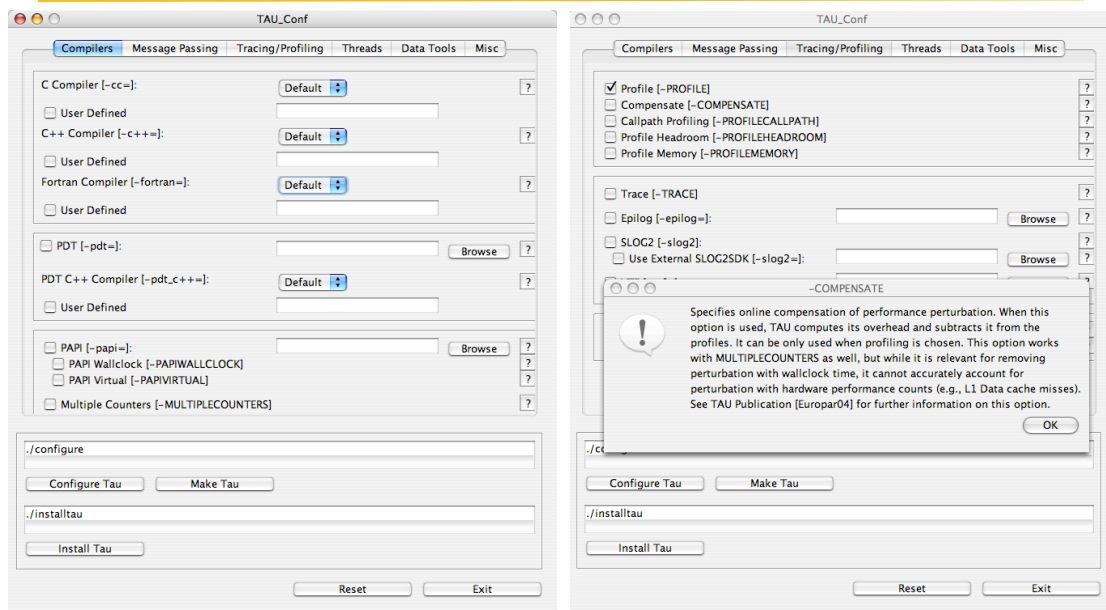 TAU_Conf
Compilers Message Passing Tracing/Profiling Threads Data Tools Misc
C Compiler [-cc=]: Default ?
User Defined
C++ Compiler [-c++=]: Default ?
User Defined
Fortran Compiler [-fortran=]: Default ?
User Defined
PDT [-pdt=]: Browse ?
PDT C++ Compiler [-pdt_c++=]: Default ?
User Defined
PAPI [-papi=]: Browse ?
PAPI Wallclock [-PAPIWALLCLOCK] ?
PAPI Virtual [-PAPIVIRTUAL] ?
Multiple Counters [-MULTIPLECOUNTERS] ?
./configure
Configure Tau Make Tau
./installtau
Install Tau
Reset Exit
TAU_Conf
Compilers Message Passing Tracing/Profiling Threads Data Tools Misc
Profile [-PROFILE] ?
Compensate [-COMPENSATE] ?
Callpath Profiling [-PROFILECALLPATH] ?
Profile Headroom [-PROFILEHEADROOM] ?
Profile Memory [-PROFILEMEMORY] ?
Trace [-TRACE] ?
Epilog [-epilog=]: Browse ?
SLOG2 [-slog2]: ?
Use External SLOG2SDK [-slog2=]: Browse ?
-COMPENSATE
Specifies online compensation of performance perturbation. When this
option is used, TAU computes its overhead and subtracts it from the
profiles. It can be only used when profiling is chosen. This option works
with MULTIPLECOUNTERS as well, but while it is relevant for removing
perturbation with wallclock time, it cannot accurately account for
perturbation with hardware performance counts (e.g., L1 Data cache misses).
See TAU Publication [Europar04] for further information on this option.
OK
Configure Tau Make Tau
./installtau
Install Tau
Reset Exit